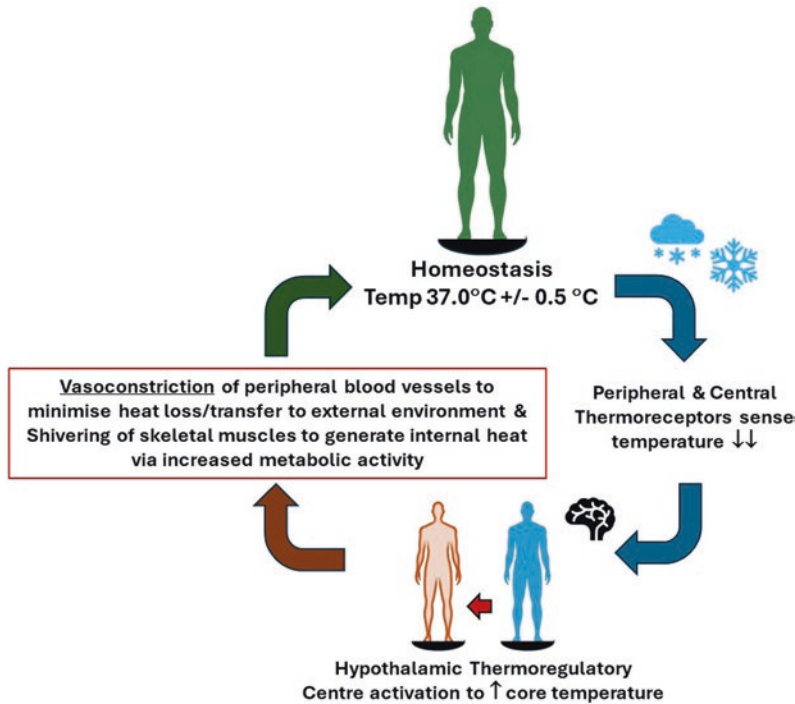 Homeostasis
Temp 37.0°C +/- 0.5 °C
Peripheral & Central
Thermoreceptors sense
temperature ↓↓
Hypothalamic Thermoregulatory
Centre activation to ↑ core temperature
Vasoconstriction of peripheral blood vessels to
minimise heat loss/transfer to external environment &
Shivering of skeletal muscles to generate internal heat
via increased metabolic activity